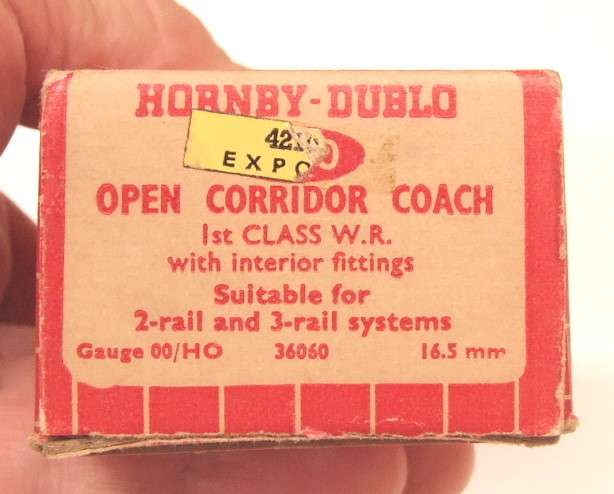 HORNBY-DUBLO
OPEN CORRIDOR COACH
1st CLASS W.R.
with interior fittings
Suitable for
2-rail and 3-rail systems
Gauge 00/HO 36060 16.5 mm